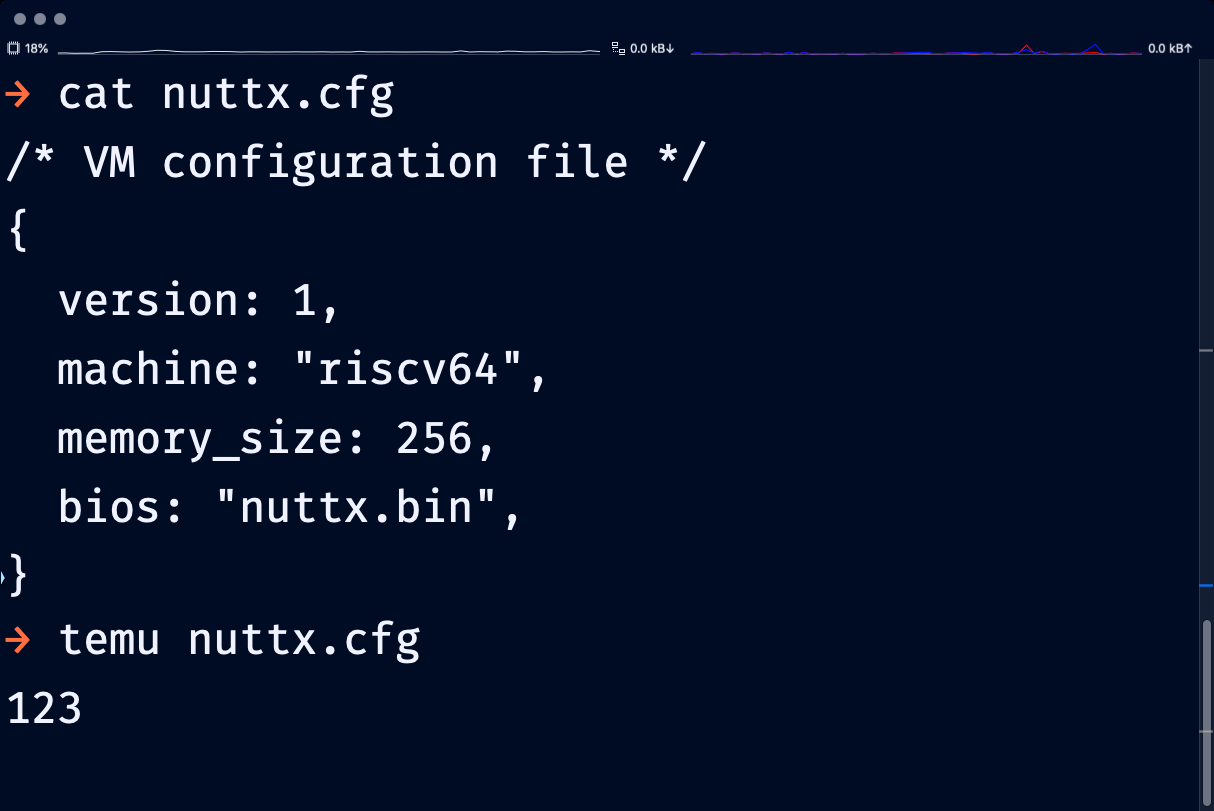 18% 0.0 kB↓ 0.0 kB↑
→ cat nuttx.cfg
/* VM configuration file */
{
  version: 1,
  machine: "riscv64",
  memory_size: 256,
  bios: "nuttx.bin",
}
→ temu nuttx.cfg
123